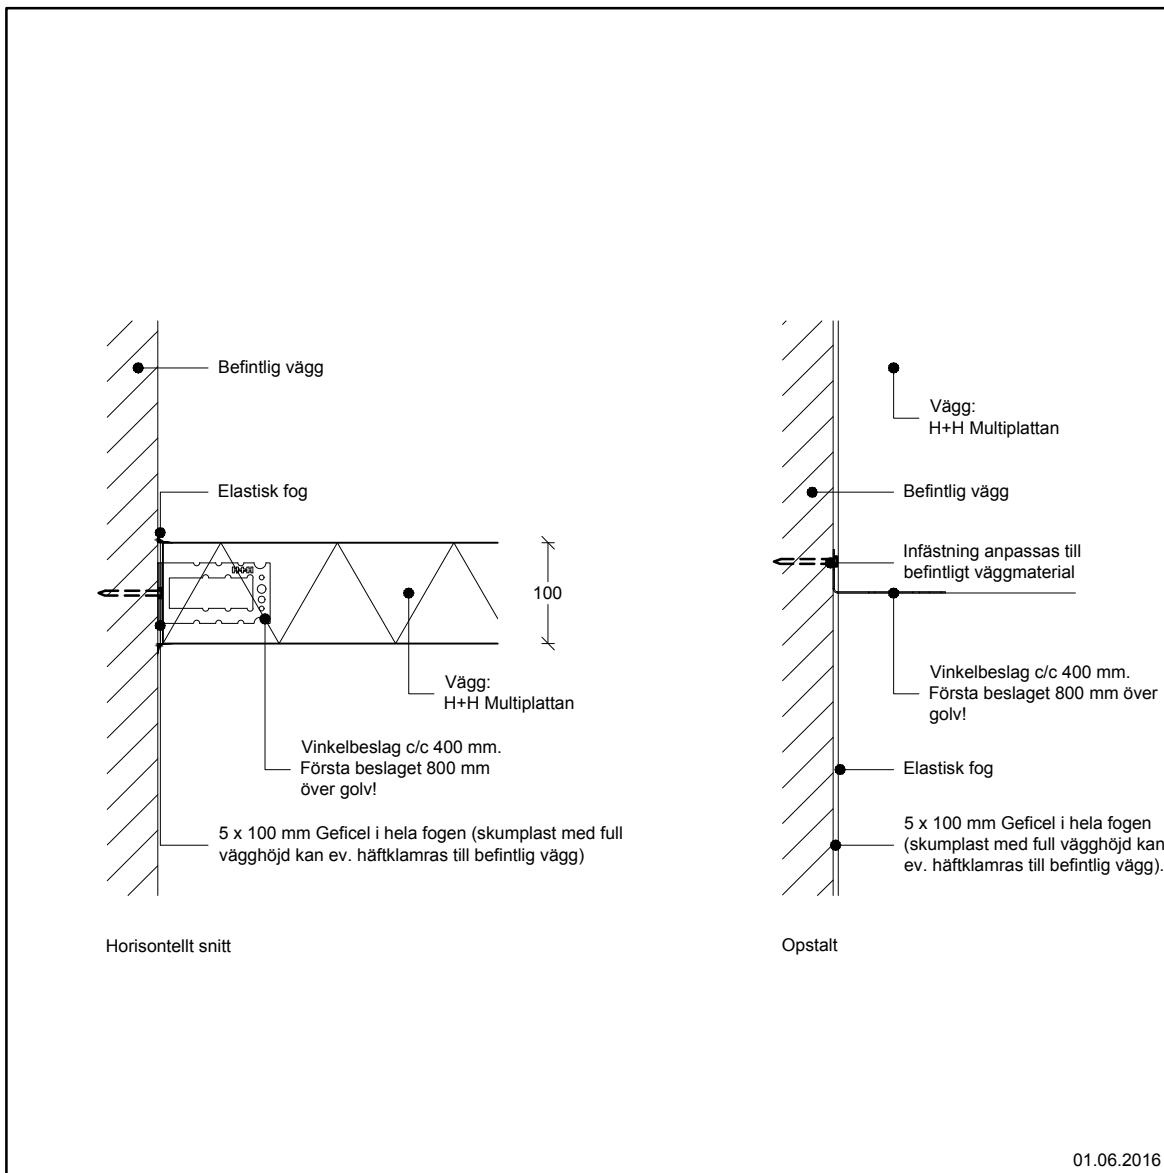 Befintlig vägg
Elastisk fog
H+H
100
Vägg:
H+H Multiplattan
Vinkelbeslag c/c 400 mm.
Första beslaget 800 mm
över golv!
5 x 100 mm Geficel i hela fogen (skumplast med full
vägghöjd kan ev. häftklamras till befintlig vägg)
Horisontellt snitt
Vägg:
H+H Multiplattan
Befintlig vägg
Infästning anpassas till
befintligt väggmaterial
Vinkelbeslag c/c 400 mm.
Första beslaget 800 mm över
golv!
Elastisk fog
5 x 100 mm Geficel i hela fogen
(skumplast med full vägghöjd kan
ev. häftklamras till befintlig vägg).
Opstalt
01.06.2016